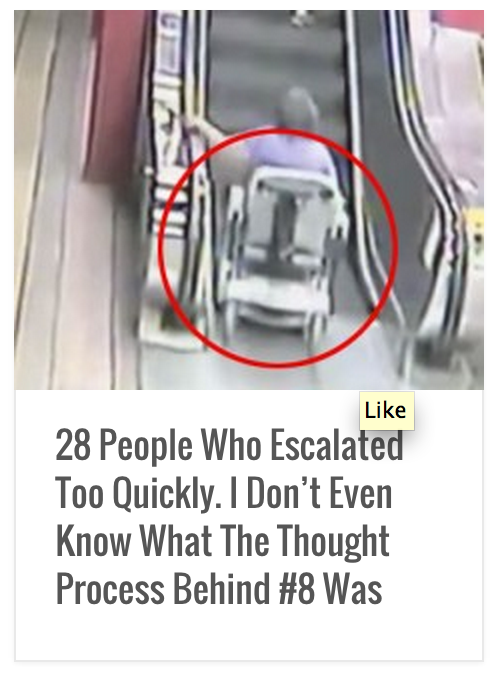 Like
28 People Who Escalated
Too Quickly. I Don’t Even
Know What The Thought
Process Behind #8 Was